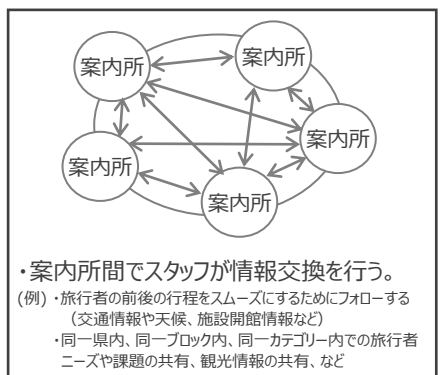 案内所
案内所
案内所
案内所
案内所
・案内所間でスタッフが情報交換を行う。
(例) ・旅行者の前後の行程をスムーズにするためにフォローする
（交通情報や天候、施設開館情報など）
・同一県内、同一ブロック内、同一カテゴリー内での旅行者
ニーズや課題の共有、観光情報の共有、など